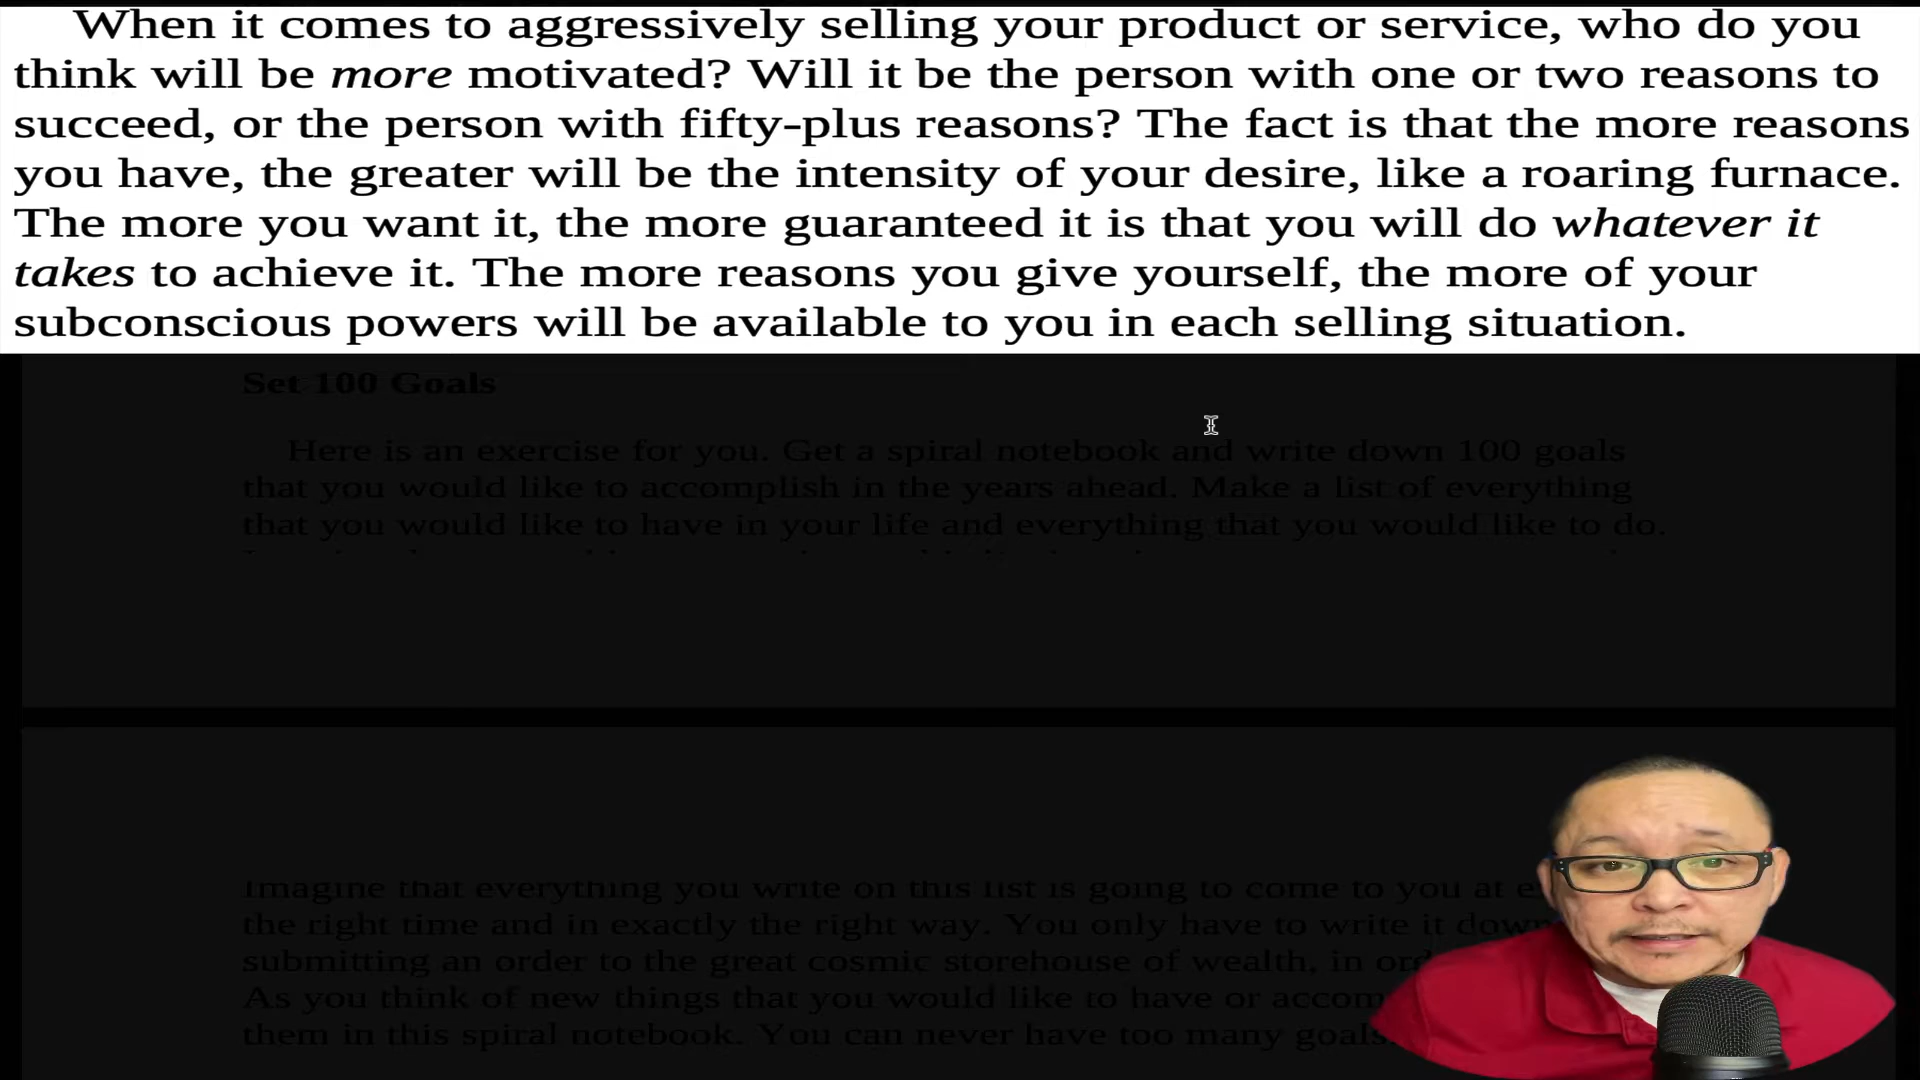 When it comes to aggressively selling your product or service, who do you
think will be more motivated? Will it be the person with one or two reasons to
succeed, or the person with fifty-plus reasons? The fact is that the more reasons
you have, the greater will be the intensity of your desire, like a roaring furnace.
The more you want it, the more guaranteed it is that you will do whatever it
takes to achieve it. The more reasons you give yourself, the more of your
subconscious powers will be available to you in each selling situation.
Set 100 Goals
Here is an exercise for you. Get a spiral notebook and write down 100 goals
that you would like to accomplish in the years ahead. Make a list of everything
that you would like to have in your life and everything that you would like to do.
Imagine that everything you write on this list is going to come to you at
the right time and in exactly the right way. You only have to write it down
submitting an order to the great cosmic storehouse of wealth, in
As you think of new things that you would like to have or
them in this spiral notebook. You can never have too many goals.